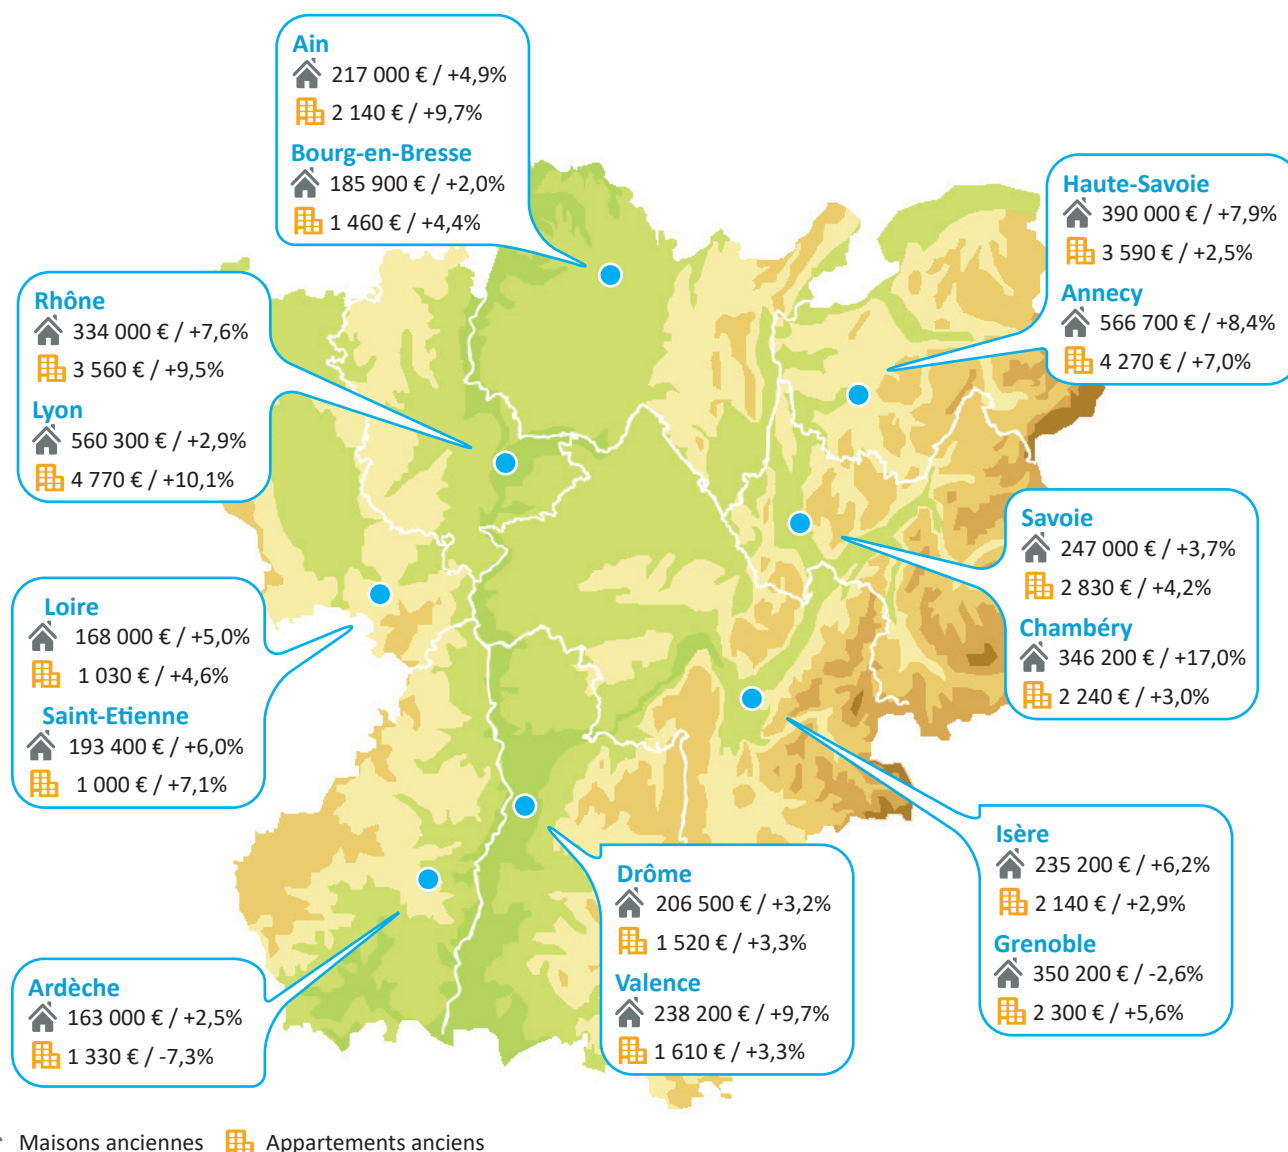 Ain
217 000 € / +4,9%
2 140 € / +9,7%
Bourg-en-Bresse
185 900 € / +2,0%
1 460 € / +4,4%
Haute-Savoie
390 000 € / +7,9%
3 590 € / +2,5%
Annecy
566 700 € / +8,4%
4 270 € / +7,0%
Rhône
334 000 € / +7,6%
3 560 € / +9,5%
Lyon
560 300 € / +2,9%
4 770 € / +10,1%
Savoie
247 000 € / +3,7%
2 830 € / +4,2%
Chambéry
346 200 € / +17,0%
2 240 € / +3,0%
Loire
168 000 € / +5,0%
1 030 € / +4,6%
Saint-Etienne
193 400 € / +6,0%
1 000 € / +7,1%
Isère
235 200 € / +6,2%
2 140 € / +2,9%
Grenoble
350 200 € / -2,6%
2 300 € / +5,6%
Drôme
206 500 € / +3,2%
1 520 € / +3,3%
Valence
238 200 € / +9,7%
1 610 € / +3,3%
Ardèche
163 000 € / +2,5%
1 330 € / -7,3%
Maisons anciennes Appartements anciens